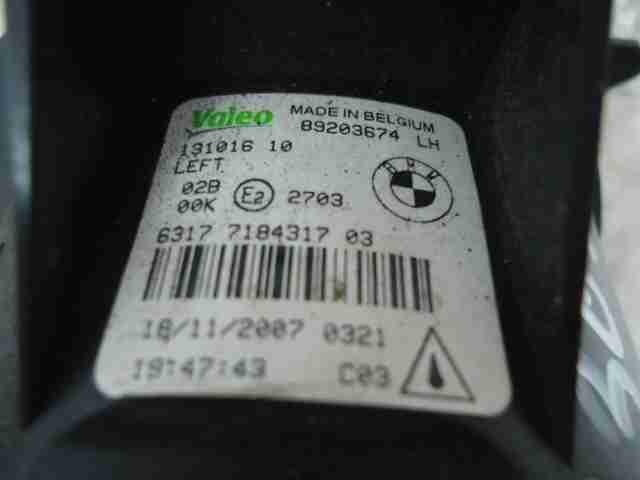 Valeo MADE IN BELGIUM
89203674 LH
131016 10
LEFT
BMW
02B
00K E2 2703
6317 7184317 03
18/11/2007 0321
19:47:43 C03